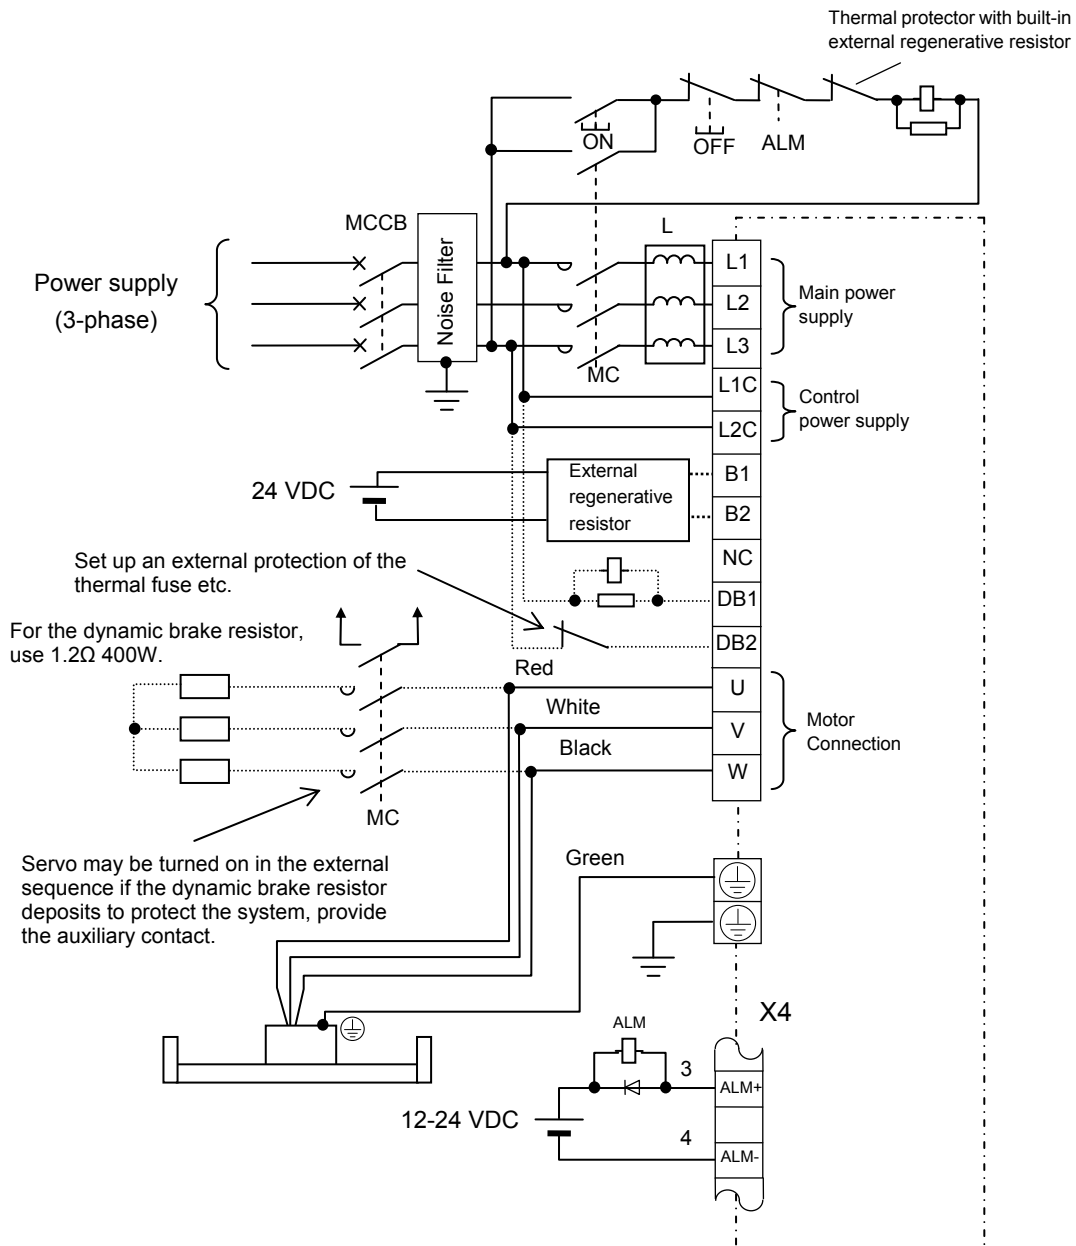 Thermal protector with built-in
external regenerative resistor
ON
OFF
ALM
MCCB
L
Noise Filter
Power supply
(3-phase)
L1
L2
L3
Main power
supply
MC
L1C
L2C
Control
power supply
24 VDC
External
regenerative
resistor
B1
B2
NC
Set up an external protection of the
thermal fuse etc.
DB1
DB2
For the dynamic brake resistor,
use 1.2Ω 400W.
Red
White
Black
U
V
W
Motor
Connection
MC
Servo may be turned on in the external
sequence if the dynamic brake resistor
deposits to protect the system, provide
the auxiliary contact.
Green
X4
ALM
3
ALM+
12-24 VDC
4
ALM-